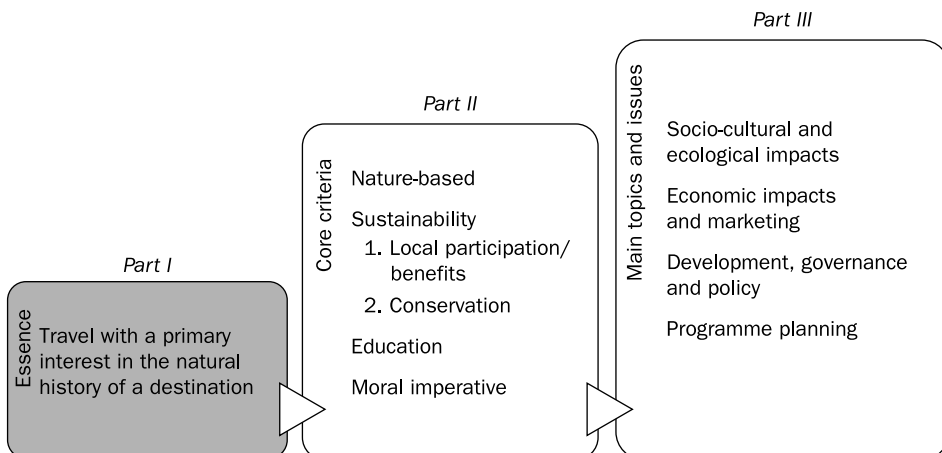 Part I
Essence
Travel with a primary
interest in the natural
history of a destination
Part II
Core criteria
Nature-based
Sustainability
1. Local participation/
benefits
2. Conservation
Education
Moral imperative
Part III
Main topics and issues
Socio-cultural and
ecological impacts
Economic impacts
and marketing
Development, governance
and policy
Programme planning